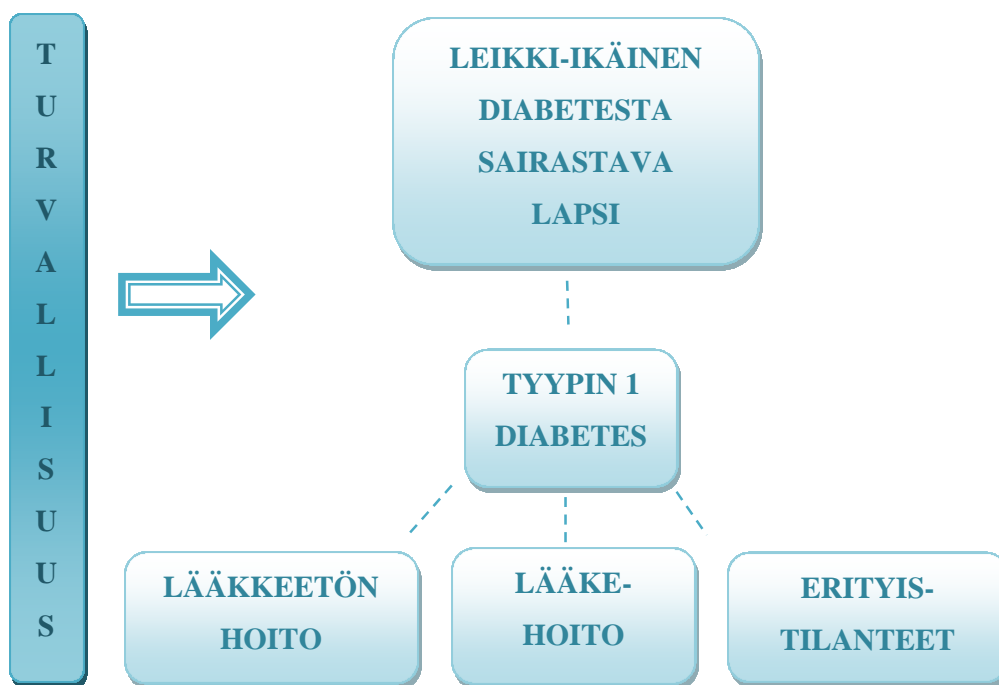 T
U
R
V
A
L
L
I
S
U
U
S
LEIKKI-IKÄINEN
DIABETESTA
SAIRASTAVA
LAPSI
TYYPIN 1
DIABETES
LÄÄKKEETÖN
HOITO
LÄÄKE-
HOITO
ERITYIS-
TILANTEET